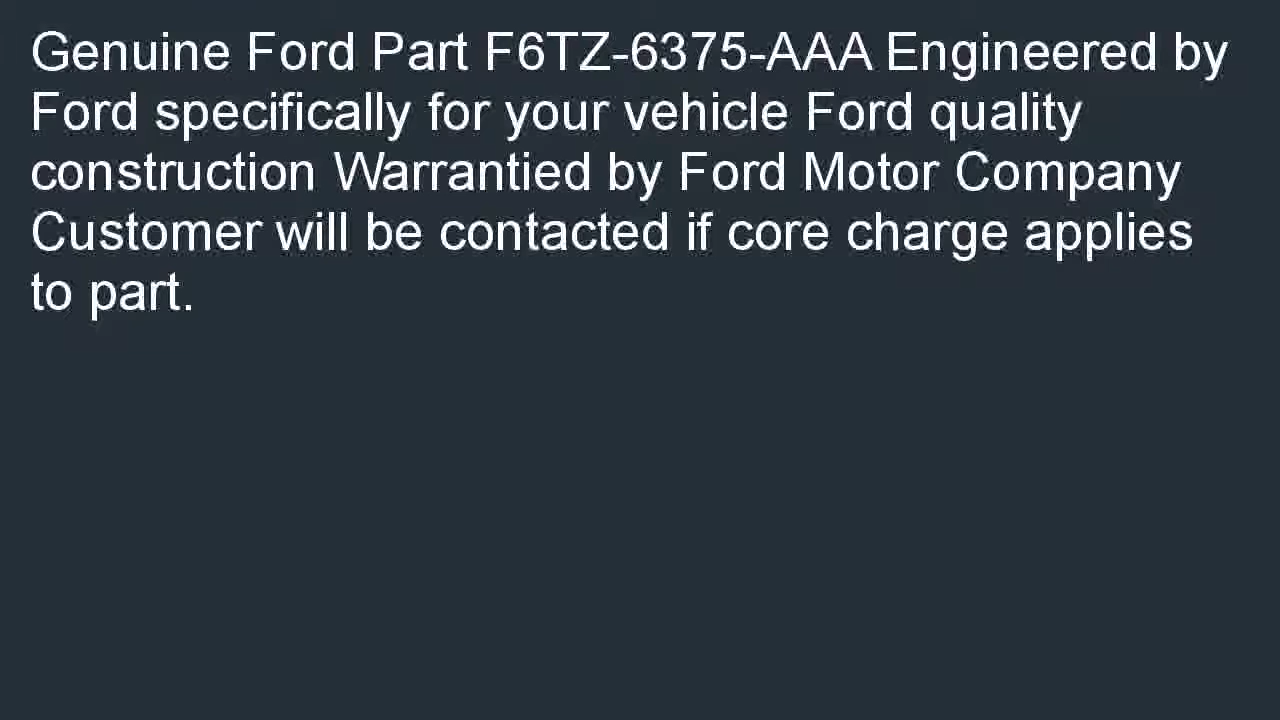 Genuine Ford Part F6TZ-6375-AAA Engineered by
Ford specifically for your vehicle Ford quality
construction Warrantied by Ford Motor Company
Customer will be contacted if core charge applies
to part.